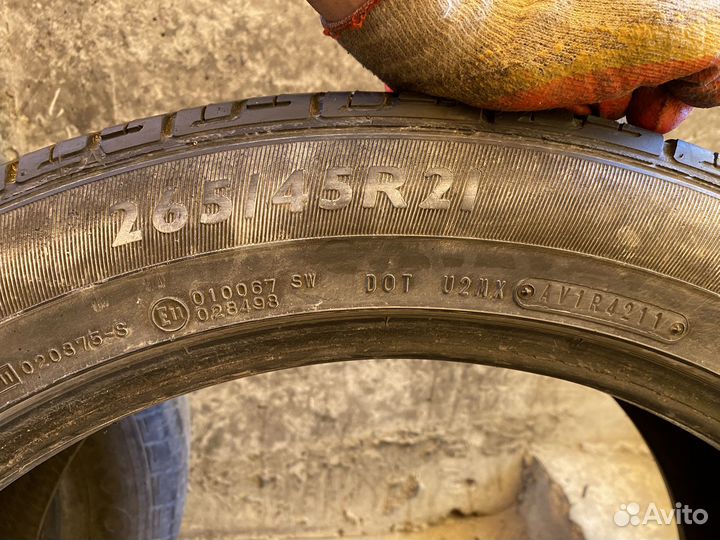 265/45R21
010067 SW
028498
020875-S
DOT U2MX AV1R4211
Avito